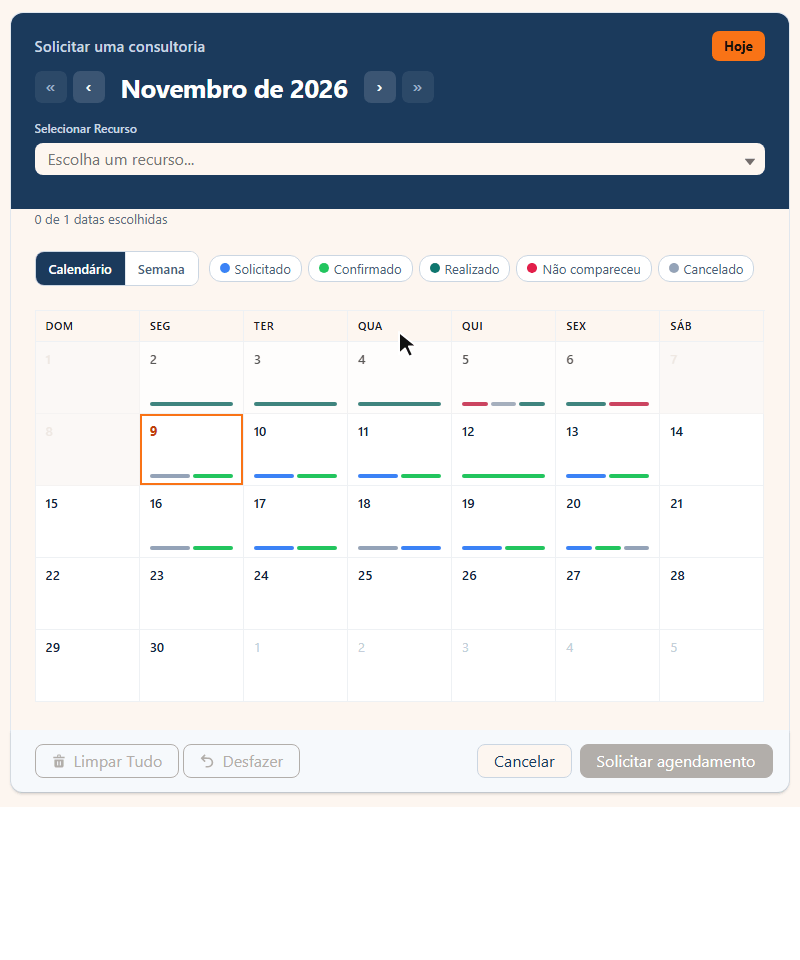 Solicitar uma consultoria
Hoje
« ‹ Novembro de 2026 › »
Selecionar Recurso
Escolha um recurso...
0 de 1 datas escolhidas
Calendário Semana Solicitado Confirmado Realizado Não compareceu Cancelado
DOM SEG TER QUA QUI SEX SÁB
1 2 3 4 5 6 7
8 9 10 11 12 13 14
15 16 17 18 19 20 21
22 23 24 25 26 27 28
29 30 1 2 3 4 5
Limpar Tudo Desfazer Cancelar Solicitar agendamento